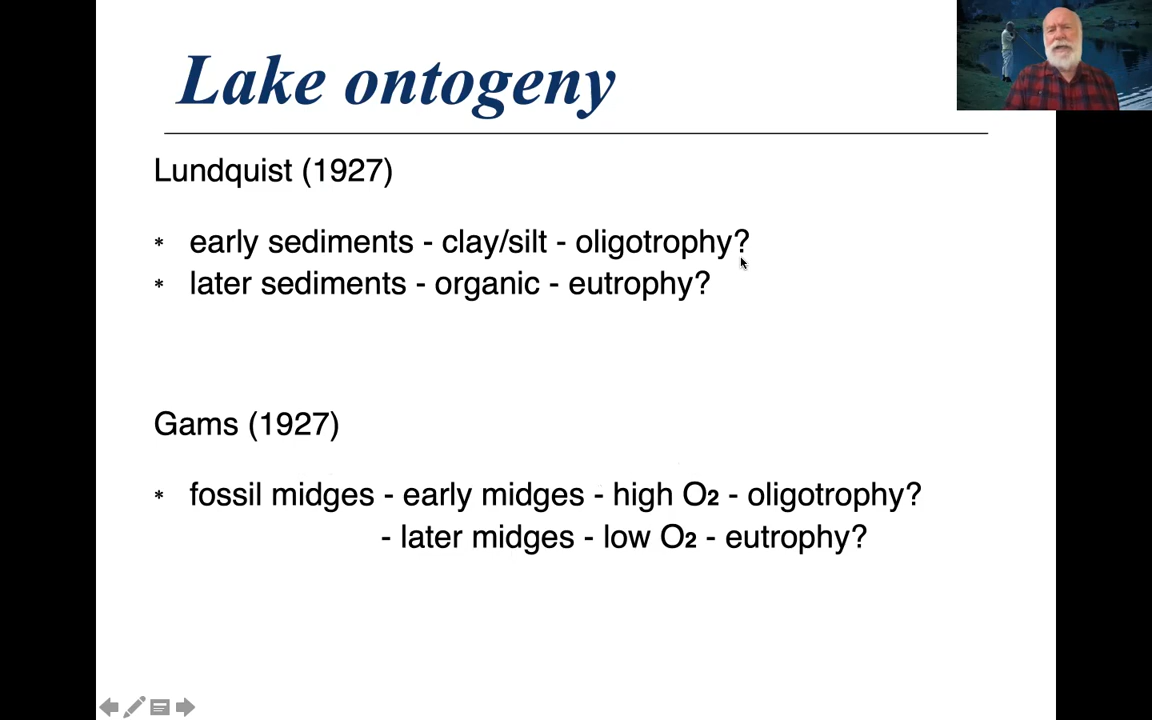 Lake ontogeny
Lundquist (1927)
* early sediments - clay/silt - oligotrophy?
* later sediments - organic - eutrophy?
Gams (1927)
* fossil midges - early midges - high O2 - oligotrophy?
- later midges - low O2 - eutrophy?